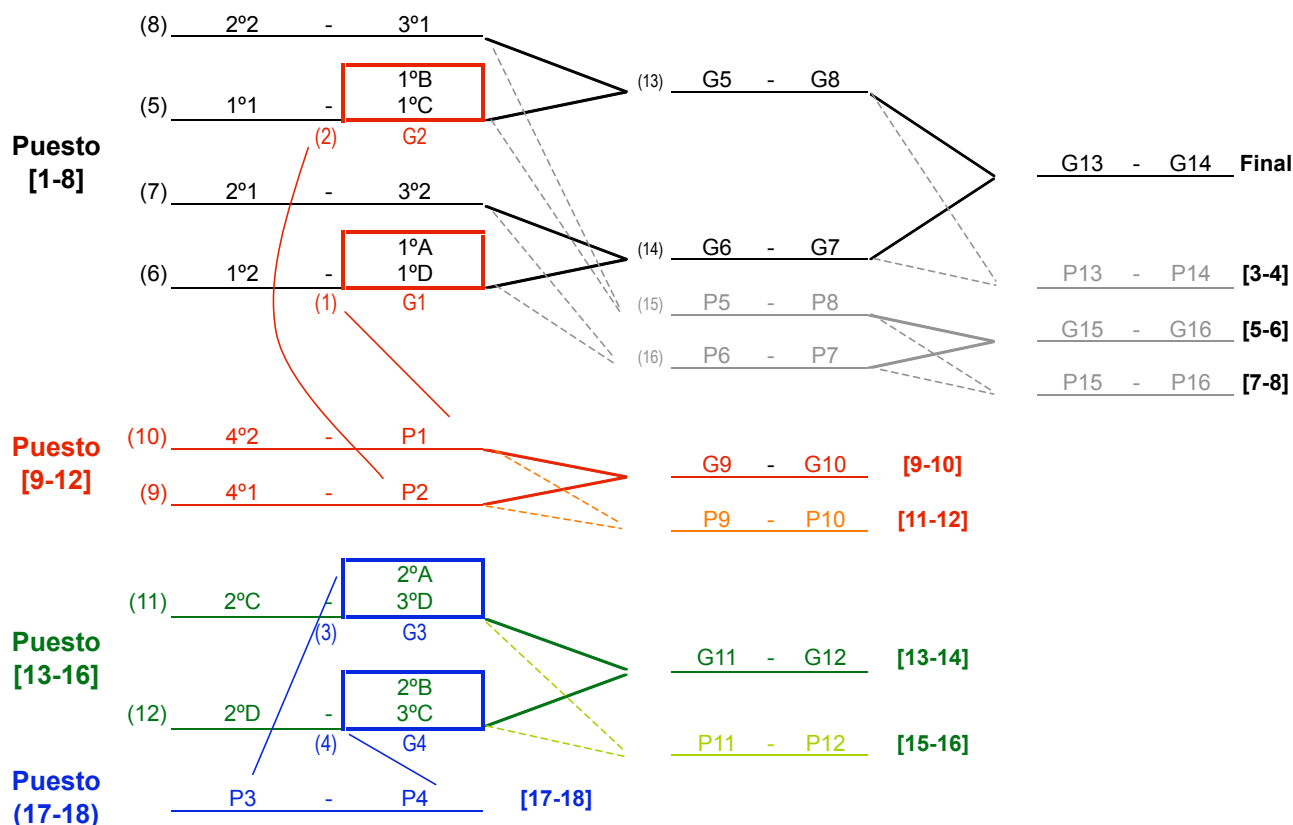 (8) 2º2 - 3º1
1ºB
(13) G5 - G8
(5) 1º1 - 1ºC
(2) G2
Puesto
[1-8]
G13 - G14 Final
(7) 2º1 - 3º2
1ºA
(14) G6 - G7
(6) 1º2 - 1ºD
P13 - P14 [3-4]
(1) G1
(15) P5 - P8
G15 - G16 [5-6]
(16) P6 - P7
P15 - P16 [7-8]
Puesto
[9-12]
(10) 4º2 - P1
G9 - G10 [9-10]
(9) 4º1 - P2
P9 - P10 [11-12]
2ºA
(11) 2ºC - 3ºD
(3) G3
Puesto
[13-16]
G11 - G12 [13-14]
2ºB
(12) 2ºD - 3ºC
(4) G4
P11 - P12 [15-16]
Puesto
(17-18)
P3 - P4 [17-18]